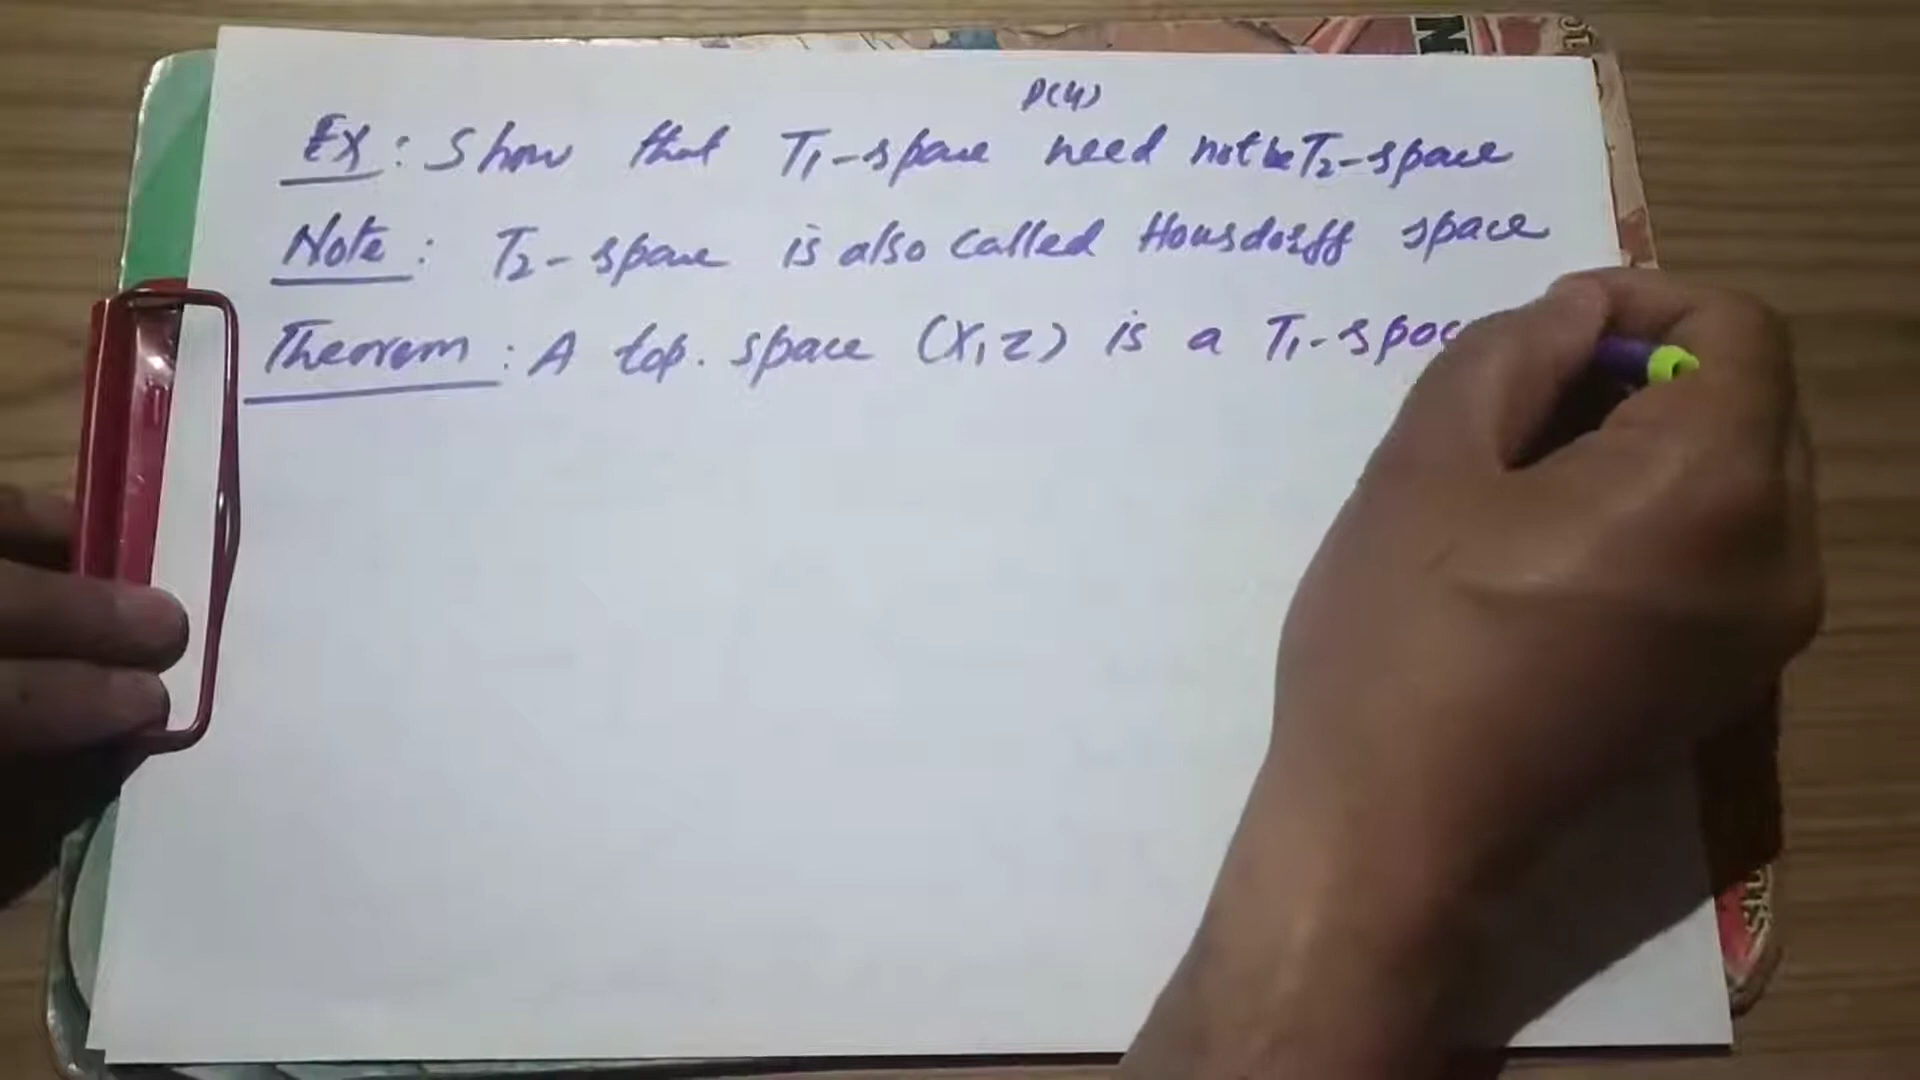 P(4)
Ex: Show that T₁-space need not be T₂-space
Note: T₂-space is also called Housdorff space
Theorem: A top. space (X,τ) is a T₁-spac
N